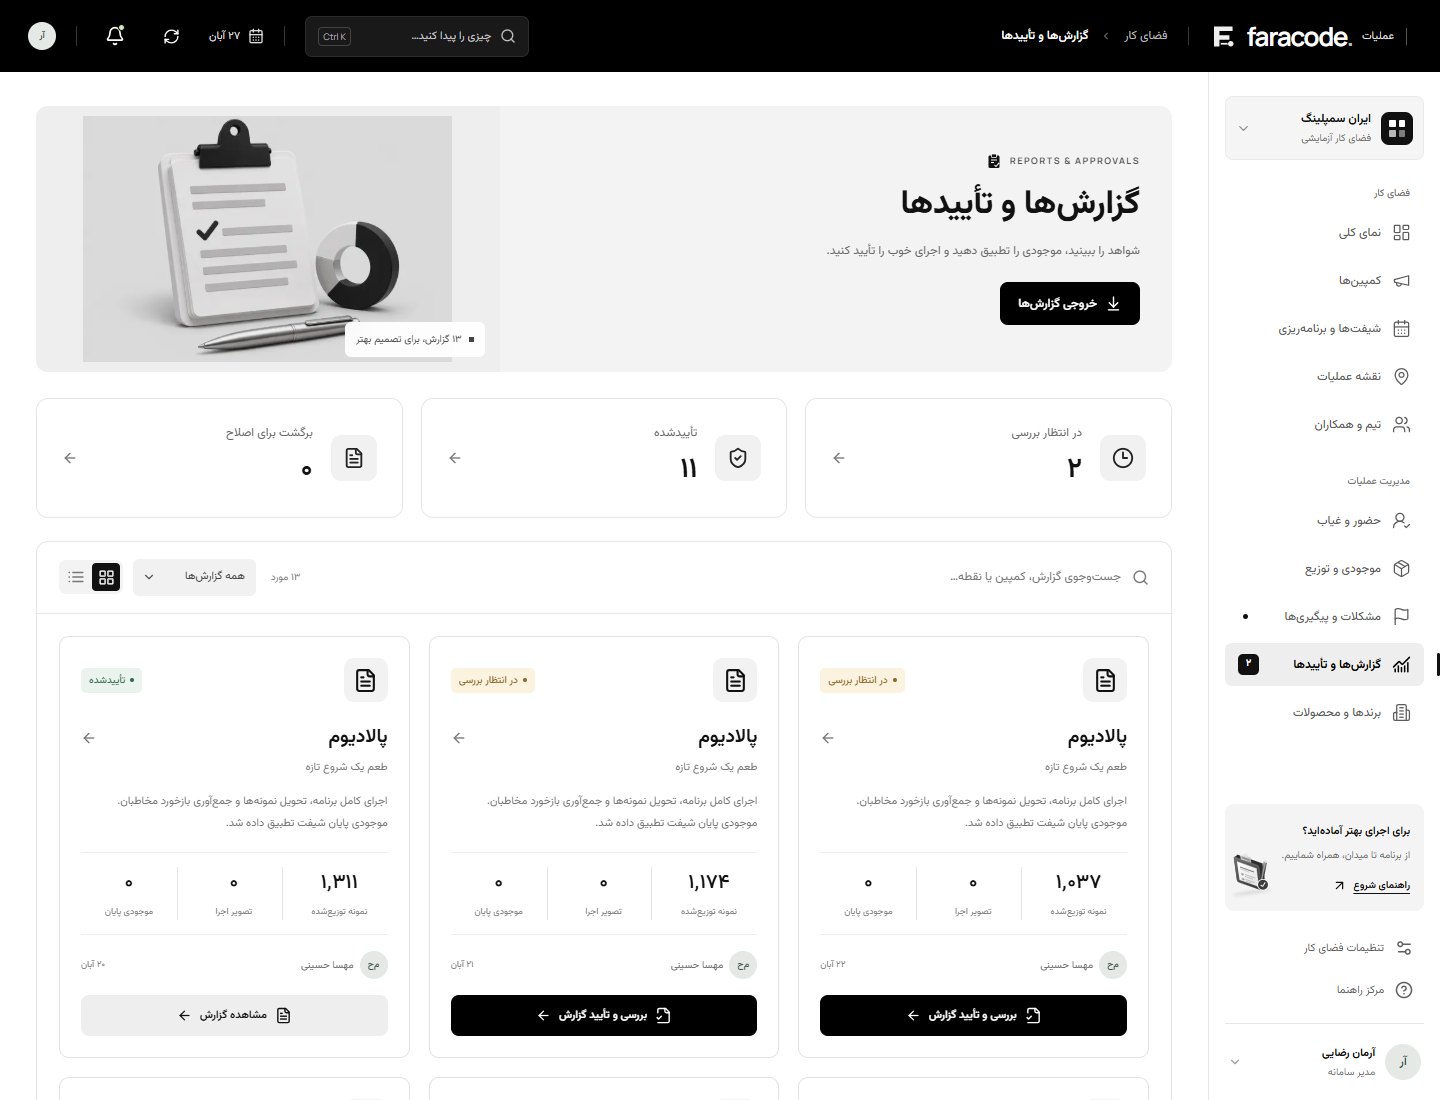 عملیات
faracode.
فضای کار
گزارش‌ها و تأییدها
چیزی را پیدا کنید...
Ctrl K
۲۷ آبان
آر
ایران سمپلینگ
فضای کار آزمایشی
فضای کار
نمای کلی
کمپین‌ها
شیفت‌ها و برنامه‌ریزی
نقشه عملیات
تیم و همکاران
مدیریت عملیات
حضور و غیاب
موجودی و توزیع
مشکلات و پیگیری‌ها
گزارش‌ها و تأییدها
۲
برندها و محصولات
برای اجرای بهتر آماده‌اید؟
از برنامه تا میدان، همراه شماییم.
راهنمای شروع
تنظیمات فضای کار
مرکز راهنما
آر
آرمان رضایی
مدیر سامانه
REPORTS & APPROVALS
گزارش‌ها و تأییدها
شواهد را ببینید، موجودی را تطبیق دهید و اجرای خوب را تأیید کنید.
خروجی گزارش‌ها
۱۳ گزارش، برای تصمیم بهتر
در انتظار بررسی
۲
تأییدشده
۱۱
برگشت برای اصلاح
۰
جست‌وجوی گزارش، کمپین یا نقطه...
۱۳ مورد
همه گزارش‌ها
در انتظار بررسی
پالادیوم
طعم یک شروع تازه
اجرای کامل برنامه، تحویل نمونه‌ها و جمع‌آوری بازخورد مخاطبان.
موجودی پایان شیفت تطبیق داده شد.
۱,۰۳۷
نمونه توزیع‌شده
۰
تصویر اجرا
۰
موجودی پایان
م‌ح
مهسا حسینی
۲۲ آبان
بررسی و تأیید گزارش
در انتظار بررسی
پالادیوم
طعم یک شروع تازه
اجرای کامل برنامه، تحویل نمونه‌ها و جمع‌آوری بازخورد مخاطبان.
موجودی پایان شیفت تطبیق داده شد.
۱,۱۷۴
نمونه توزیع‌شده
۰
تصویر اجرا
۰
موجودی پایان
م‌ح
مهسا حسینی
۲۱ آبان
بررسی و تأیید گزارش
تأییدشده
پالادیوم
طعم یک شروع تازه
اجرای کامل برنامه، تحویل نمونه‌ها و جمع‌آوری بازخورد مخاطبان.
موجودی پایان شیفت تطبیق داده شد.
۱,۳۱۱
نمونه توزیع‌شده
۰
تصویر اجرا
۰
موجودی پایان
م‌ح
مهسا حسینی
۲۰ آبان
مشاهده گزارش